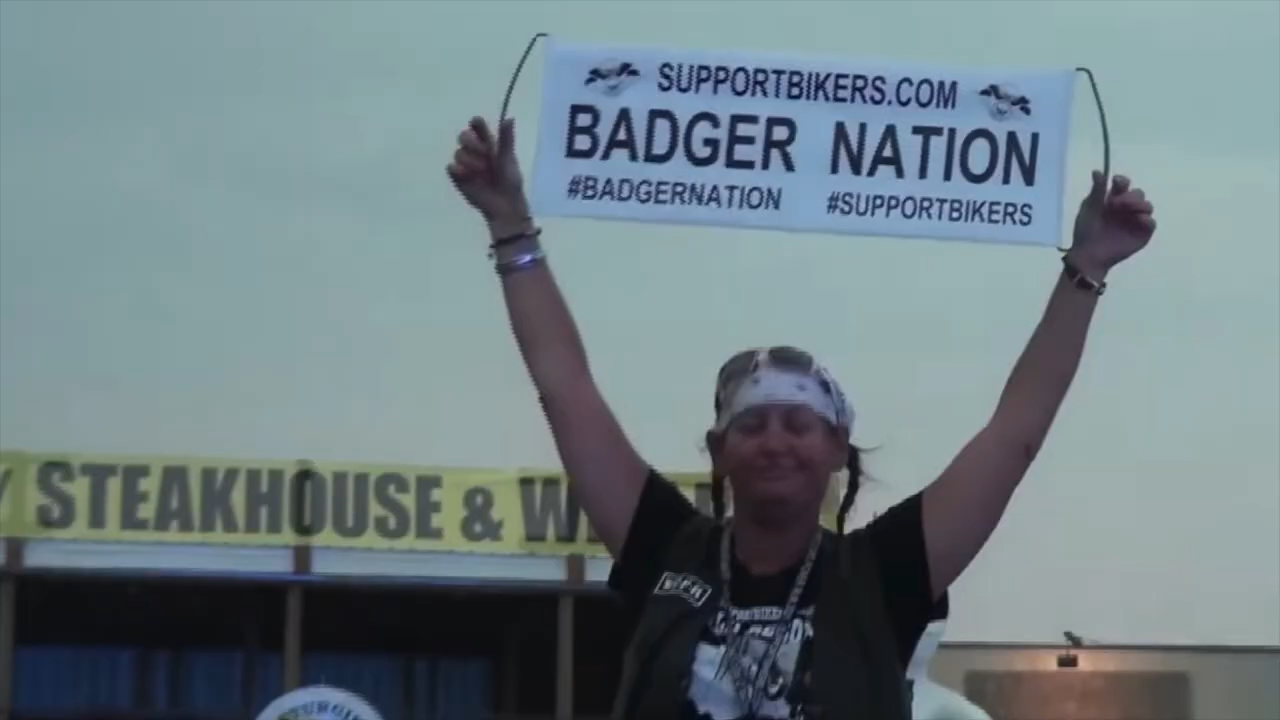 SUPPORTBIKERS.COM
BADGER NATION
#BADGERNATION #SUPPORTBIKERS
STEAKHOUSE &